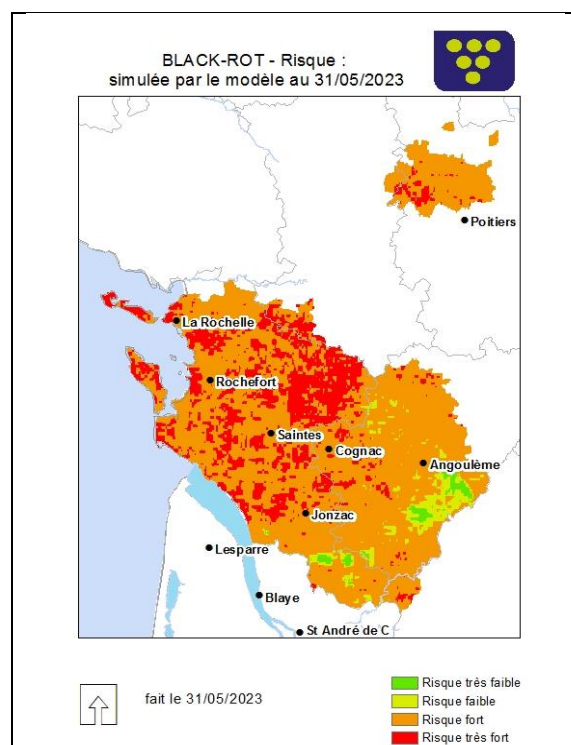 BLACK-ROT - Risque :
simulée par le modèle au 31/05/2023
Poitiers
La Rochelle
Rochefort
Saintes
Cognac
Angoulême
Jonzac
Lesparre
Blaye
St André de C
fait le 31/05/2023
Risque très faible
Risque faible
Risque fort
Risque très fort